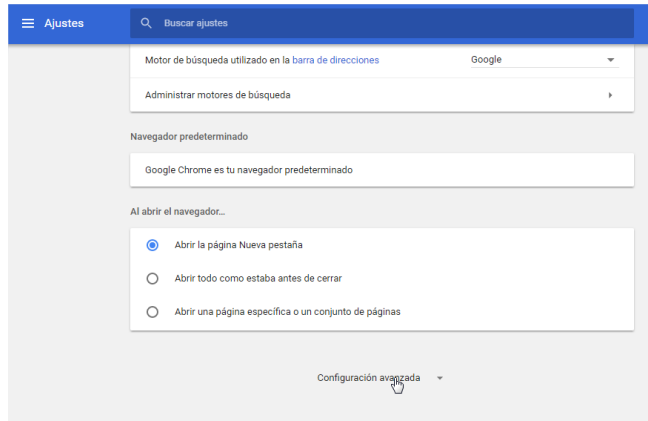 Ajustes
Buscar ajustes
Motor de búsqueda utilizado en la barra de direcciones
Google
Administrar motores de búsqueda
Navegador predeterminado
Google Chrome es tu navegador predeterminado
Al abrir el navegador...
Abrir la página Nueva pestaña
Abrir todo como estaba antes de cerrar
Abrir una página específica o un conjunto de páginas
Configuración avanzada